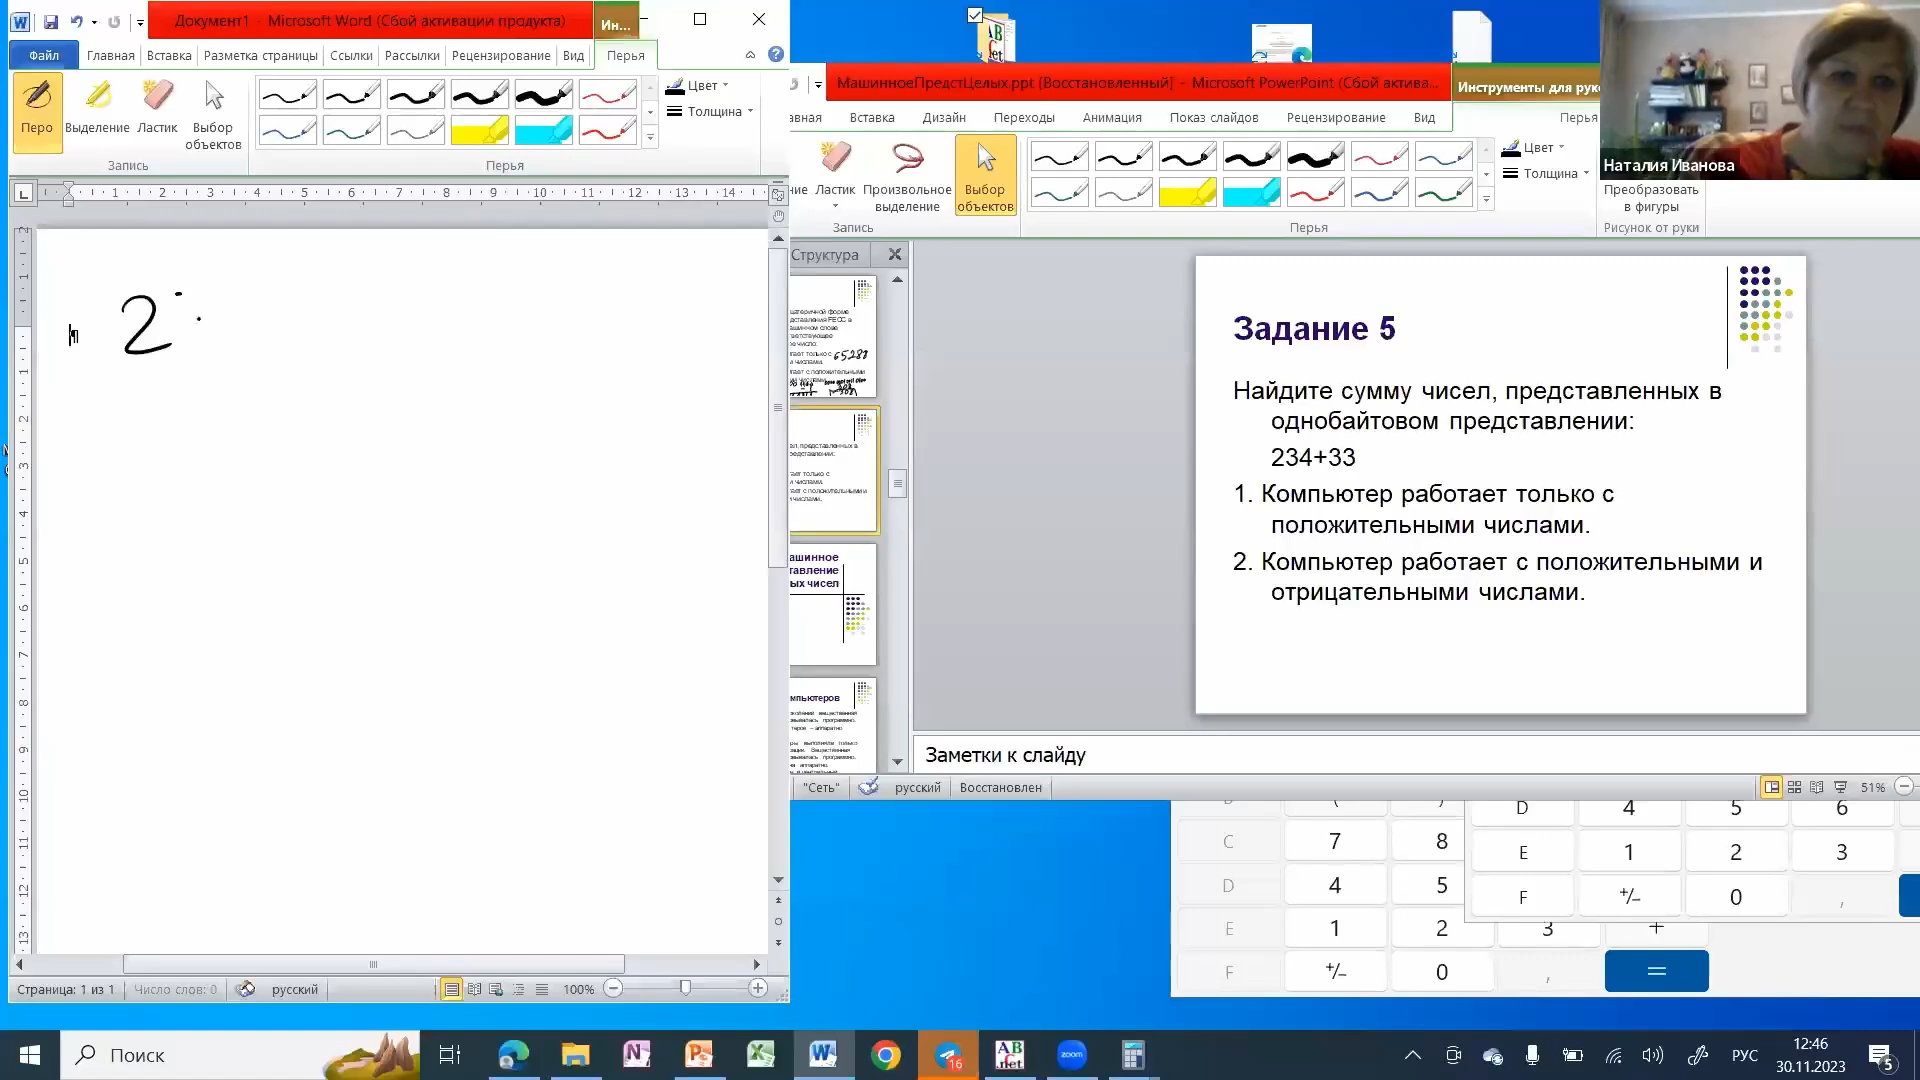 Документ1 - Microsoft Word (Сбой активации продукта)
Ин...
Файл Главная Вставка Разметка страницы Ссылки Рассылки Рецензирование Вид Перья
Перо Выделение Ластик Выбор объектов
Цвет
Толщина
Запись Перья
2
МашинноеПредстЦелых.ppt [Восстановленный] - Microsoft PowerPoint (Сбой актива...
Инструменты для рук
Вставка Дизайн Переходы Анимация Показ слайдов Рецензирование Вид Перья
Ластик Произвольное выделение Выбор объектов
Цвет
Толщина
Преобразовать в фигуры
Запись Перья Рисунок от руки
Наталия Иванова
Структура
Задание 5
Найдите сумму чисел, представленных в
однобайтовом представлении:
234+33
1. Компьютер работает только с
положительными числами.
2. Компьютер работает с положительными и
отрицательными числами.
Заметки к слайду
"Сеть" русский Восстановлен 51%
D 4 5 6
C 7 8
E 1 2 3
D 4 5
F +/- 0 ,
E 1 2 3 +
F +/- 0 , =
Страница: 1 из 1 Число слов: 0 русский 100%
Поиск
16
zoom
РУС
12:46
30.11.2023
5